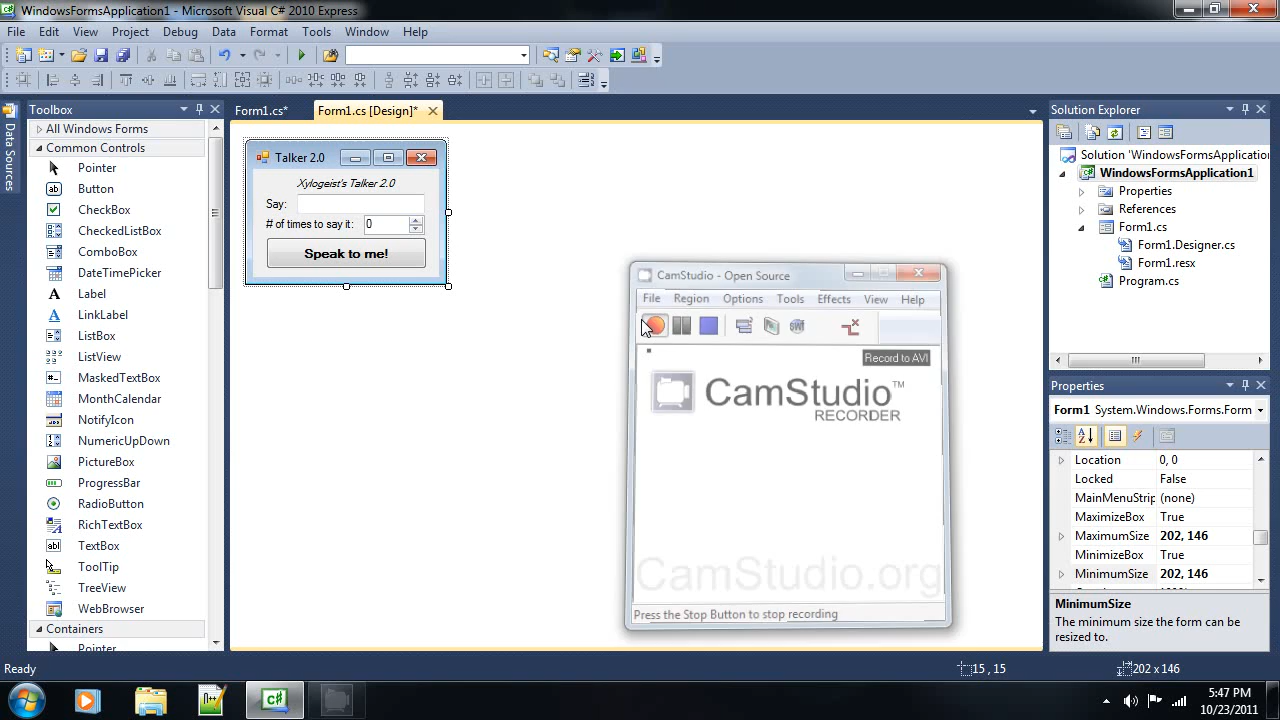 WindowsFormsApplication1 - Microsoft Visual C# 2010 Express
File Edit View Project Debug Data Format Tools Window Help
Toolbox
All Windows Forms
Common Controls
Pointer
Button
CheckBox
CheckedListBox
ComboBox
DateTimePicker
Label
LinkLabel
ListBox
ListView
MaskedTextBox
MonthCalendar
NotifyIcon
NumericUpDown
PictureBox
ProgressBar
RadioButton
RichTextBox
TextBox
ToolTip
TreeView
WebBrowser
Containers
Pointer
Data Sources
Form1.cs* Form1.cs [Design]*
Talker 2.0
Xylogeist's Talker 2.0
Say:
# of times to say it: 0
Speak to me!
CamStudio - Open Source
File Region Options Tools Effects View Help
Record to AVI
CamStudio™
RECORDER
CamStudio.org
Press the Stop Button to stop recording
Solution Explorer
Solution 'WindowsFormsApplication
WindowsFormsApplication1
Properties
References
Form1.cs
Form1.Designer.cs
Form1.resx
Program.cs
Properties
Form1 System.Windows.Forms.Form
Location 0, 0
Locked False
MainMenuStrip (none)
MaximizeBox True
MaximumSize 202, 146
MinimizeBox True
MinimumSize 202, 146
MinimumSize
The minimum size the form can be
resized to.
Ready 15 , 15 202 x 146
5:47 PM
10/23/2011